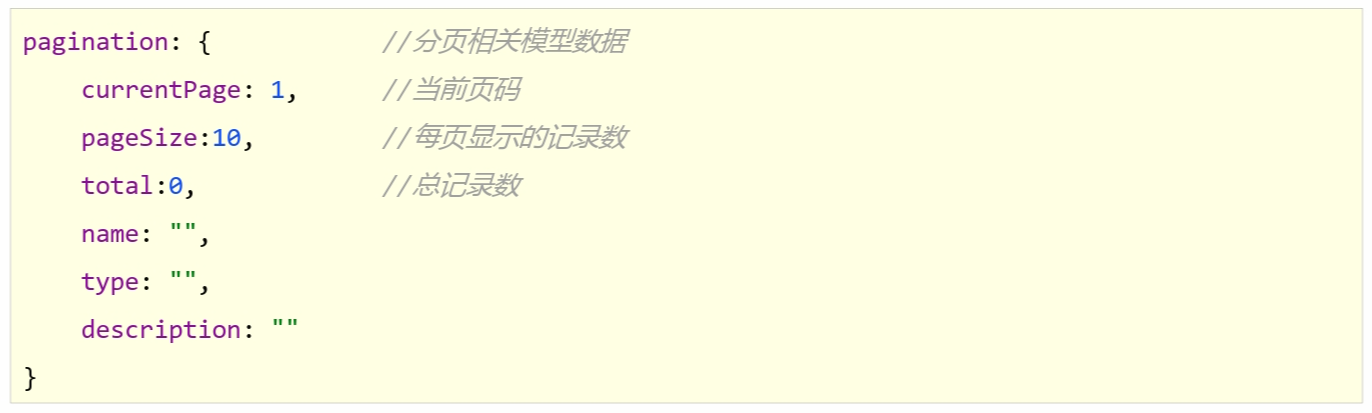 pagination: { //分页相关模型数据
currentPage: 1, //当前页码
pageSize:10, //每页显示的记录数
total:0, //总记录数
name: "",
type: "",
description: ""
}